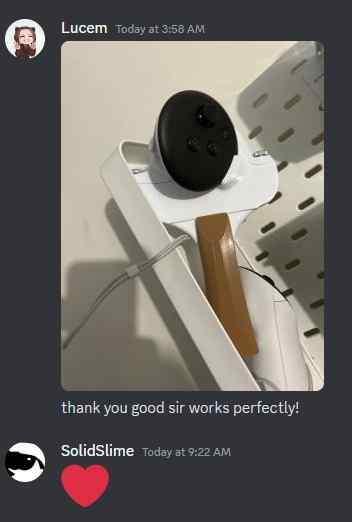 Lucem Today at 3:58 AM
thank you good sir works perfectly!
SolidSlime Today at 9:22 AM